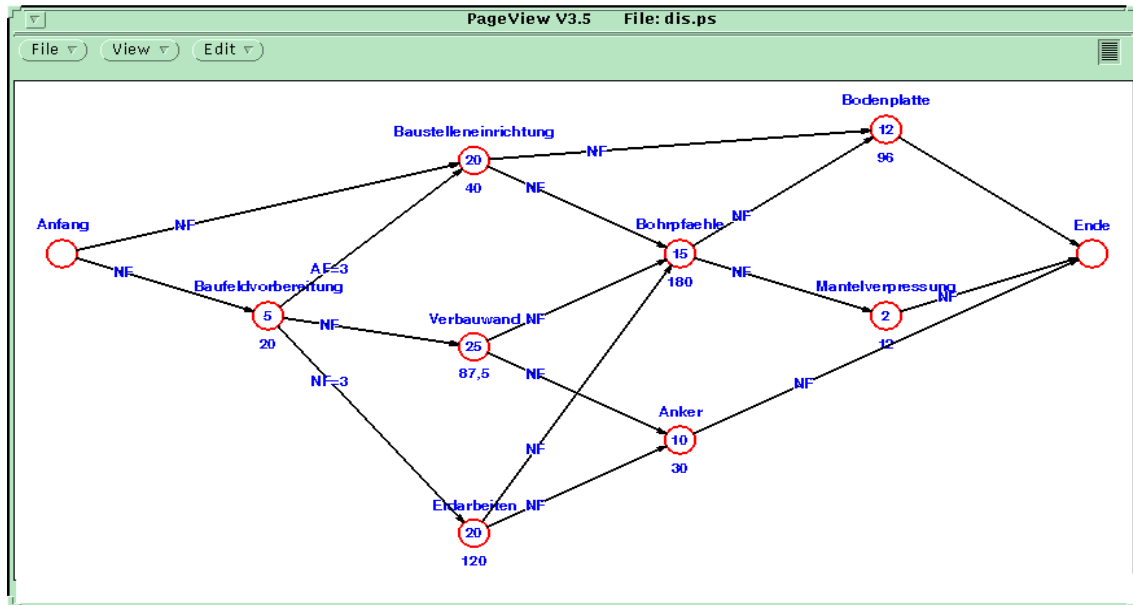 PageView V3.5 File: dis.ps
File View Edit
Bodenplatte
12
96
Baustelleneinrichtung
20
40
NF
NF
Anfang
NF
NF
Bohrpfaehle
15
180
NF
NF
Ende
AF=3
Baufeldvorbereitung
5
20
NF
NF=3
Verbauwand
25
87,5
NF
NF
Mantelverpressung
2
12
NF
NF
Anker
10
30
Erdarbeiten
20
120
NF
NF